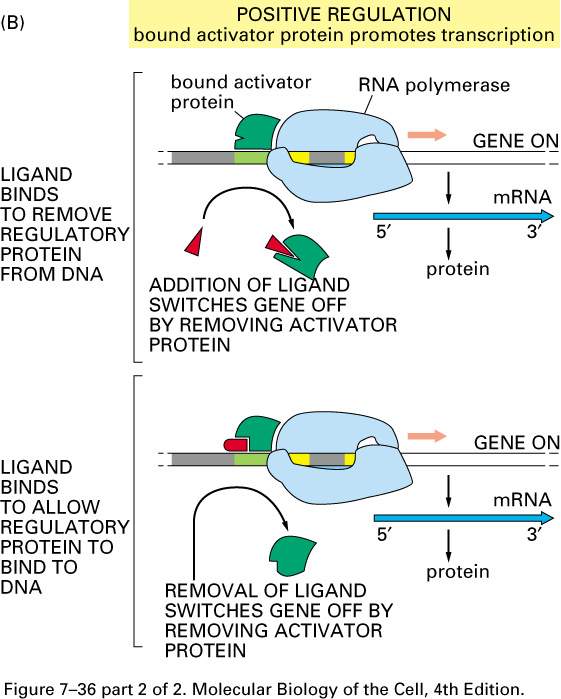 (B)
POSITIVE REGULATION
bound activator protein promotes transcription
bound activator
protein
RNA polymerase
GENE ON
LIGAND
BINDS
TO REMOVE
REGULATORY
PROTEIN
FROM DNA
mRNA
5′ 3′
protein
ADDITION OF LIGAND
SWITCHES GENE OFF
BY REMOVING ACTIVATOR
PROTEIN
GENE ON
LIGAND
BINDS
TO ALLOW
REGULATORY
PROTEIN TO
BIND TO
DNA
mRNA
5′ 3′
protein
REMOVAL OF LIGAND
SWITCHES GENE OFF BY
REMOVING ACTIVATOR
PROTEIN
Figure 7–36 part 2 of 2. Molecular Biology of the Cell, 4th Edition.